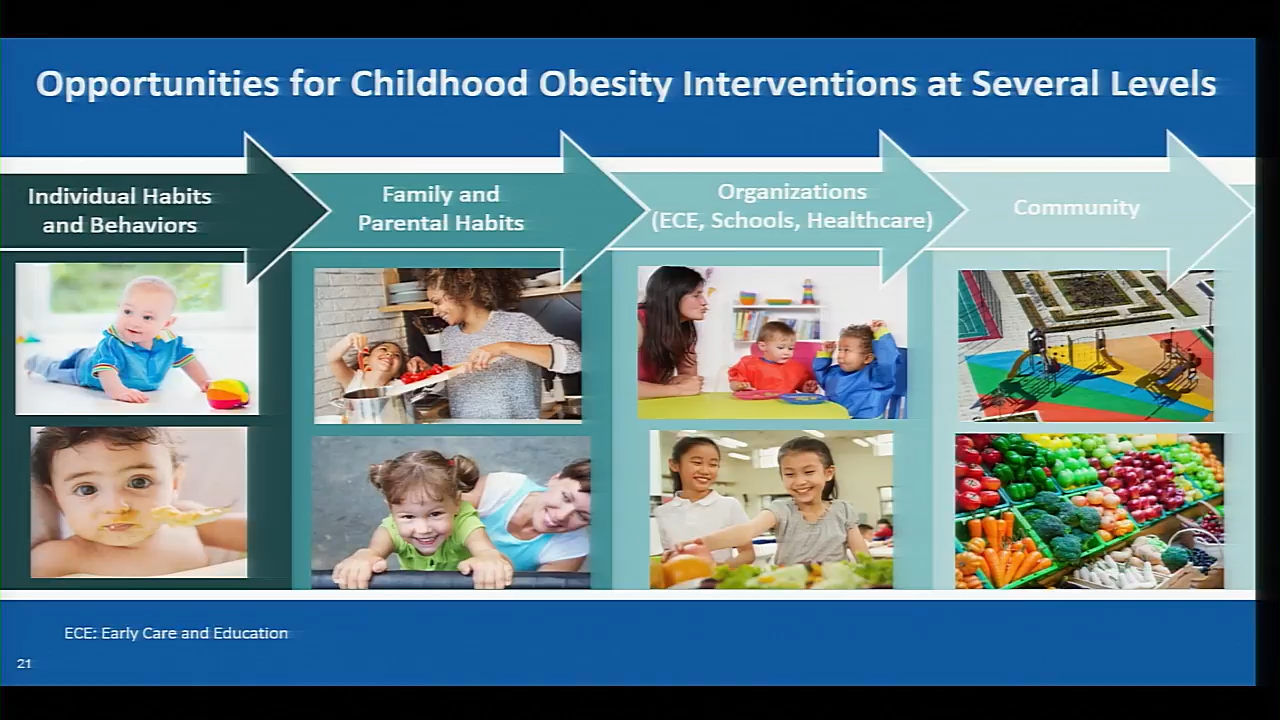 Opportunities for Childhood Obesity Interventions at Several Levels
Individual Habits
and Behaviors
Family and
Parental Habits
Organizations
(ECE, Schools, Healthcare)
Community
ECE: Early Care and Education
21